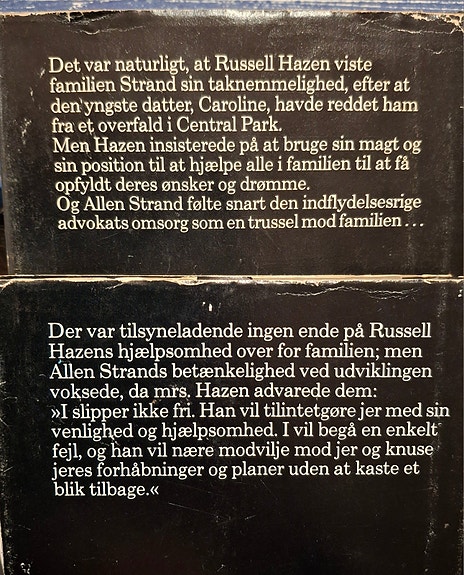 Det var naturligt, at Russell Hazen viste
familien Strand sin taknemmelighed, efter at
den yngste datter, Caroline, havde reddet ham
fra et overfald i Central Park.
Men Hazen insisterede på at bruge sin magt og
sin position til at hjælpe alle i familien til at få
opfyldt deres ønsker og drømme.
Og Allen Strand følte snart den indflydelsesrige
advokats omsorg som en trussel mod familien ...
Der var tilsyneladende ingen ende på Russell
Hazens hjælpsomhed over for familien; men
Allen Strands betænkelighed ved udviklingen
voksede, da mrs. Hazen advarede dem:
»I slipper ikke fri. Han vil tilintetgøre jer med sin
venlighed og hjælpsomhed. I vil begå en enkelt
fejl, og han vil nære modvilje mod jer og knuse
jeres forhåbninger og planer uden at kaste et
blik tilbage.«